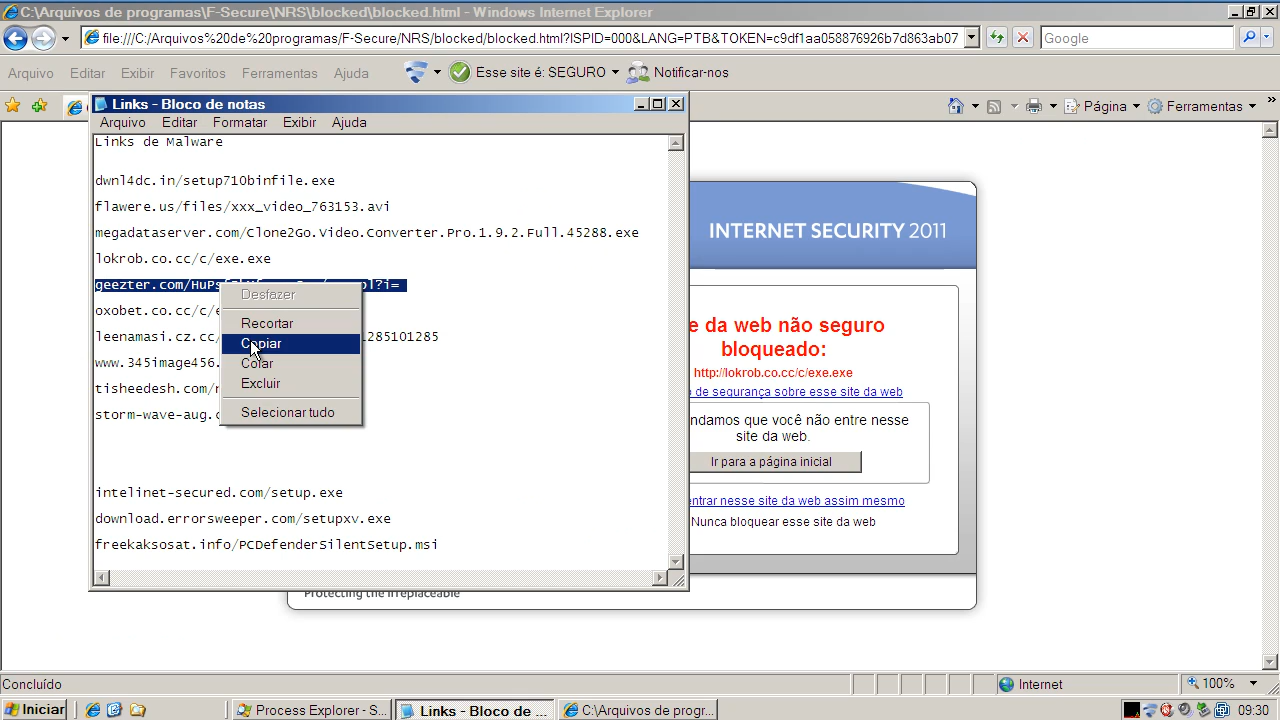 C:\Arquivos de programas\F-Secure\NRS\blocked\blocked.html - Windows Internet Explorer
file:///C:/Arquivos%20de%20programas/F-Secure/NRS/blocked/blocked.html?ISPID=000&LANG=PTB&TOKEN=c9df1aa058876926b7d863ab07
Google
Arquivo Editar Exibir Favoritos Ferramentas Ajuda
Esse site é: SEGURO
Notificar-nos
Página
Ferramentas
Links - Bloco de notas
Arquivo Editar Formatar Exibir Ajuda
Links de Malware
dwnl4dc.in/setup710binfile.exe
flawere.us/files/xxx_video_763153.avi
megadataserver.com/Clone2Go.Video.Converter.Pro.1.9.2.Full.45288.exe
lokrob.co.cc/c/exe.exe
geezter.com/HuPs
l?i=
oxobet.co.cc/c/e
leenamasi.cz.cc/
1285101285
www.345image456.
tisheedesh.com/
storm-wave-aug.
intelinet-secured.com/setup.exe
download.errorsweeper.com/setupxv.exe
freekaksosat.info/PCDefenderSilentSetup.msi
Desfazer
Recortar
Copiar
Colar
Excluir
Selecionar tudo
INTERNET SECURITY 2011
e da web não seguro
bloqueado:
http://lokrob.co.cc/c/exe.exe
o de segurança sobre esse site da web
ndamos que você não entre nesse
site da web.
Ir para a página inicial
entrar nesse site da web assim mesmo
Nunca bloquear esse site da web
Protecting the irreplaceable
Concluído
Internet
100%
Iniciar
Process Explorer - S...
Links - Bloco de ...
C:\Arquivos de progr...
09:30